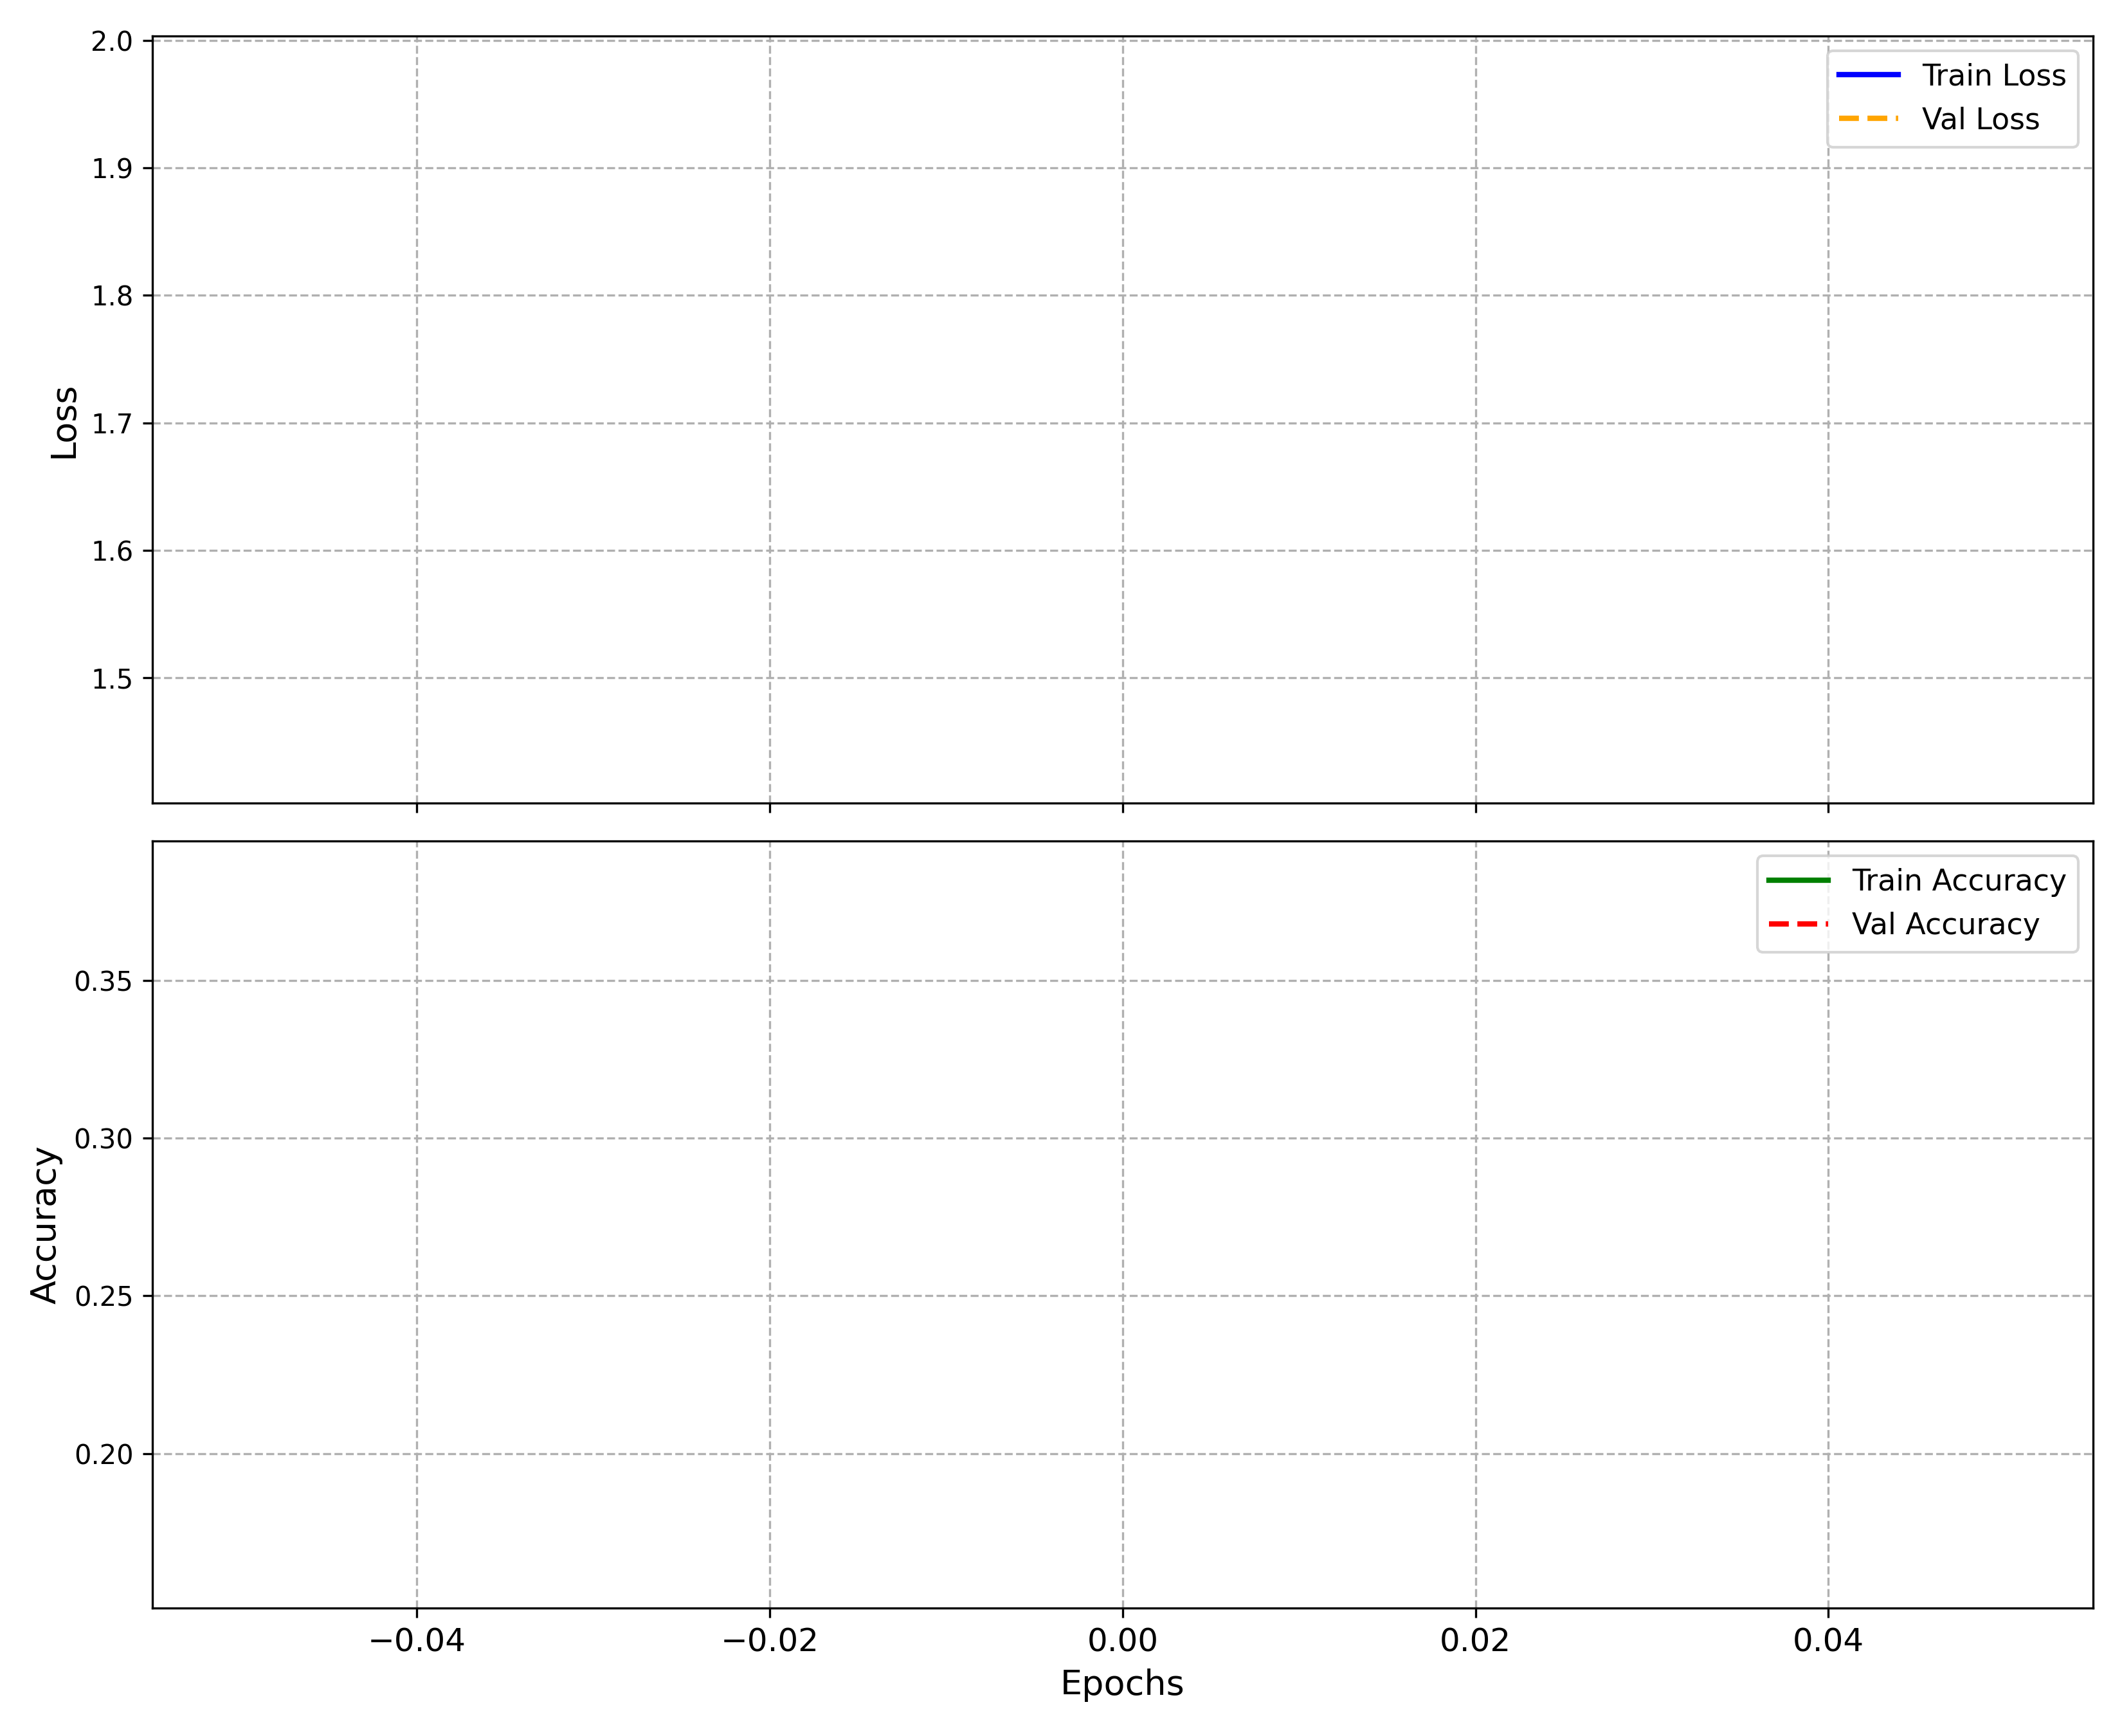 2.0
1.9
1.8
1.7
1.6
1.5
Loss
Train Loss
Val Loss
0.35
0.30
0.25
0.20
Accuracy
Train Accuracy
Val Accuracy
−0.04
−0.02
0.00
0.02
0.04
Epochs